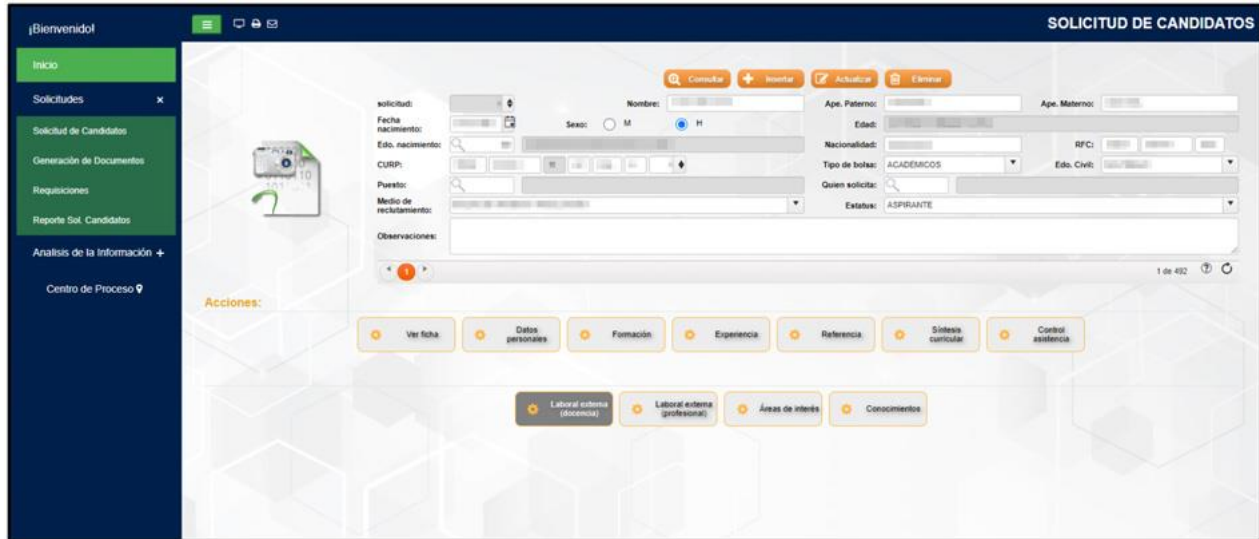 ¡Bienvenido!
SOLICITUD DE CANDIDATOS
Inicio
Solicitudes x
Solicitud de Candidatos
Generación de Documentos
Requisiciones
Reporte Sol. Candidatos
Analisis de la Información +
Centro de Proceso
Consultar Insertar Actualizar Eliminar
solicitud: Nombre: Ape. Paterno: Ape. Materno:
Fecha nacimiento: Sexo: M H Edad:
Edo. nacimiento: Nacionalidad: RFC:
CURP: Tipo de bolsa: ACADÉMICOS Edo. Civil:
Puesto: Quien solicita:
Medio de reclutamiento: Estatus: ASPIRANTE
Observaciones:
1 1 de 492
Acciones:
Ver ficha Datos personales Formación Experiencia Referencia Síntesis curricular Control asistencia
Laboral externa (docencia) Laboral externa (profesional) Áreas de interés Conocimientos